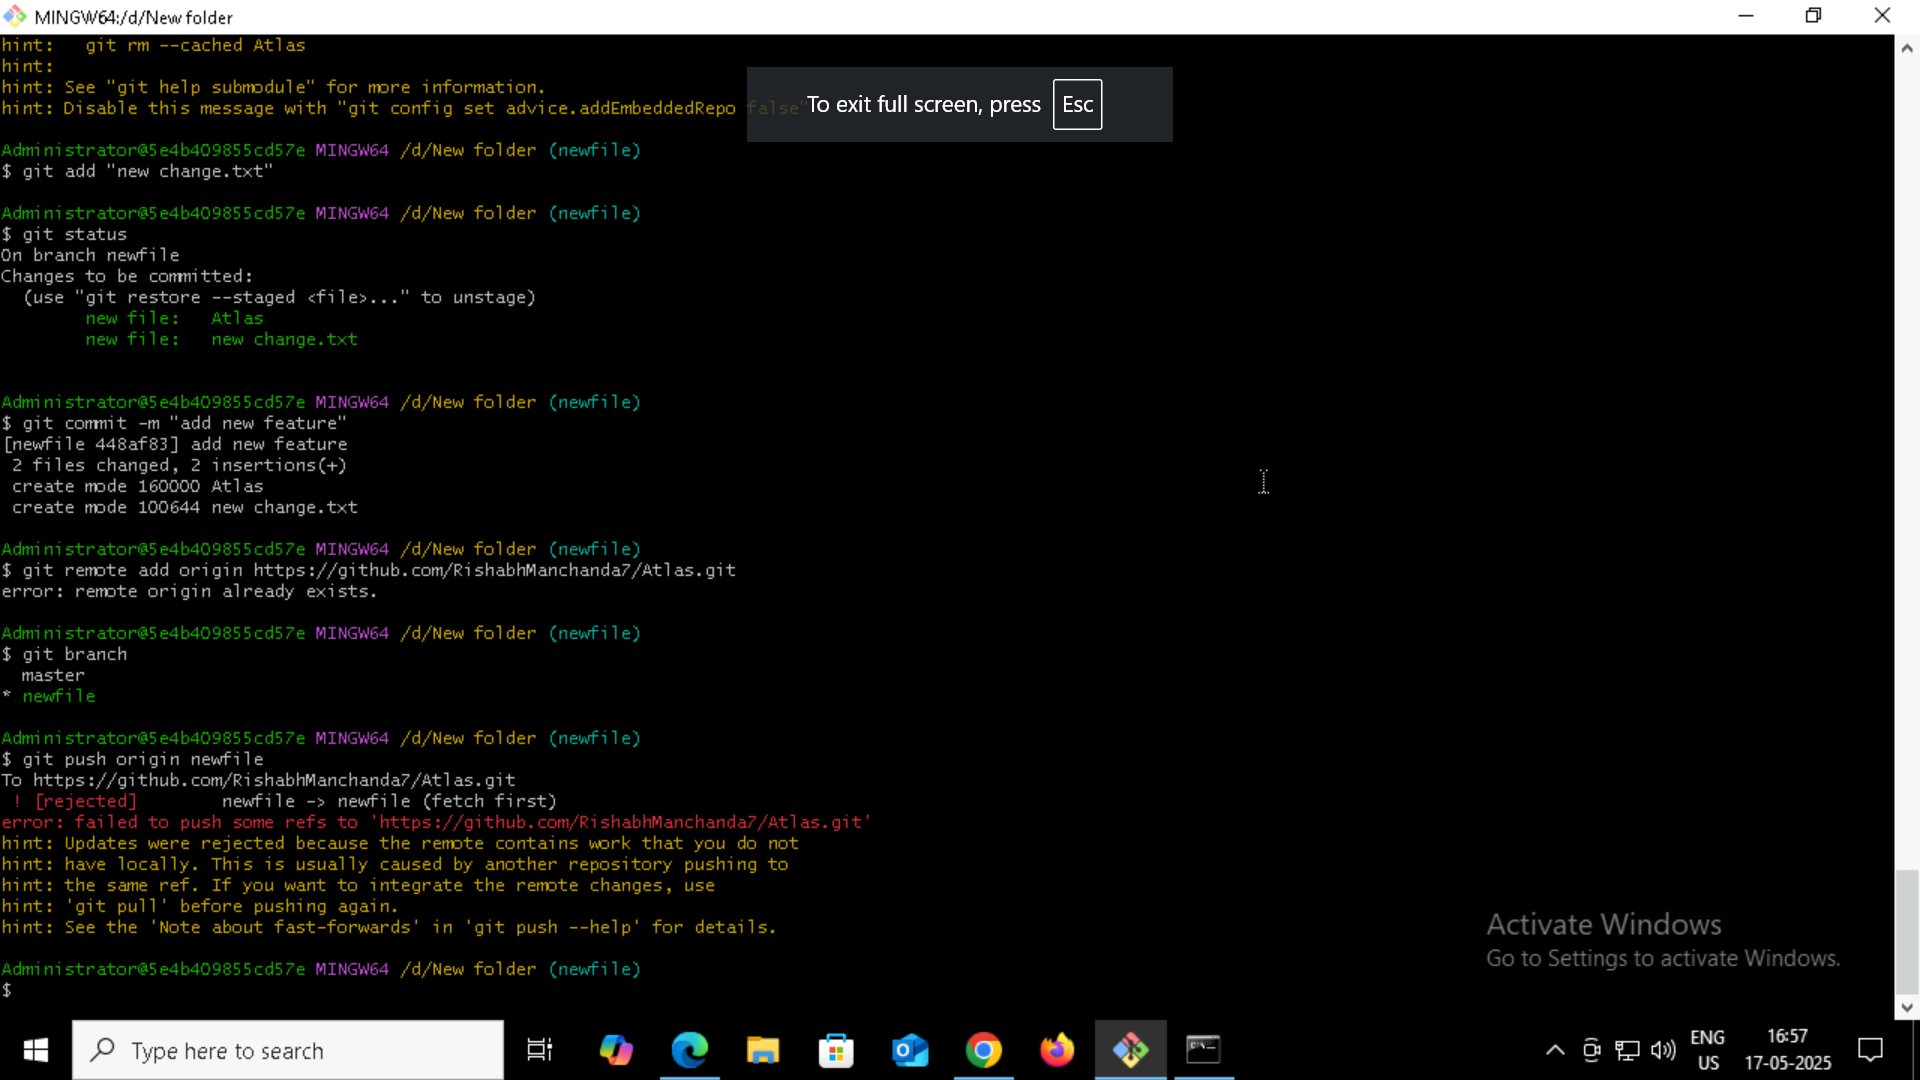 MINGW64:/d/New folder
hint:   git rm --cached Atlas
hint:
hint: See "git help submodule" for more information.
hint: Disable this message with "git config set advice.addEmbeddedRepo false"
To exit full screen, press Esc
Administrator@5e4b409855cd57e MINGW64 /d/New folder (newfile)
$ git add "new change.txt"
Administrator@5e4b409855cd57e MINGW64 /d/New folder (newfile)
$ git status
On branch newfile
Changes to be committed:
  (use "git restore --staged <file>..." to unstage)
        new file:   Atlas
        new file:   new change.txt
Administrator@5e4b409855cd57e MINGW64 /d/New folder (newfile)
$ git commit -m "add new feature"
[newfile 448af83] add new feature
 2 files changed, 2 insertions(+)
 create mode 160000 Atlas
 create mode 100644 new change.txt
Administrator@5e4b409855cd57e MINGW64 /d/New folder (newfile)
$ git remote add origin https://github.com/RishabhManchanda7/Atlas.git
error: remote origin already exists.
Administrator@5e4b409855cd57e MINGW64 /d/New folder (newfile)
$ git branch
  master
* newfile
Administrator@5e4b409855cd57e MINGW64 /d/New folder (newfile)
$ git push origin newfile
To https://github.com/RishabhManchanda7/Atlas.git
 ! [rejected]        newfile -> newfile (fetch first)
error: failed to push some refs to 'https://github.com/RishabhManchanda7/Atlas.git'
hint: Updates were rejected because the remote contains work that you do not
hint: have locally. This is usually caused by another repository pushing to
hint: the same ref. If you want to integrate the remote changes, use
hint: 'git pull' before pushing again.
hint: See the 'Note about fast-forwards' in 'git push --help' for details.
Administrator@5e4b409855cd57e MINGW64 /d/New folder (newfile)
$
Activate Windows
Go to Settings to activate Windows.
Type here to search
ENG
US
16:57
17-05-2025